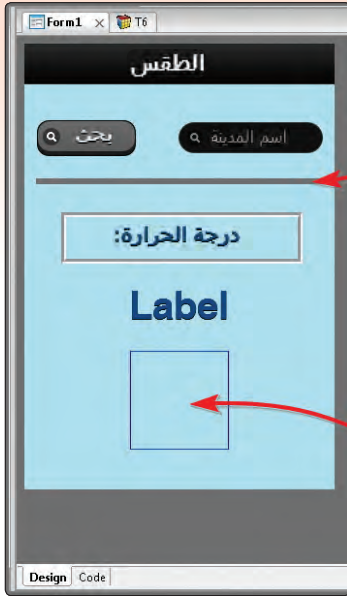 Form1 T6
الطقس
اسم المدينة بحث
درجة الحرارة:
Label
Design Code